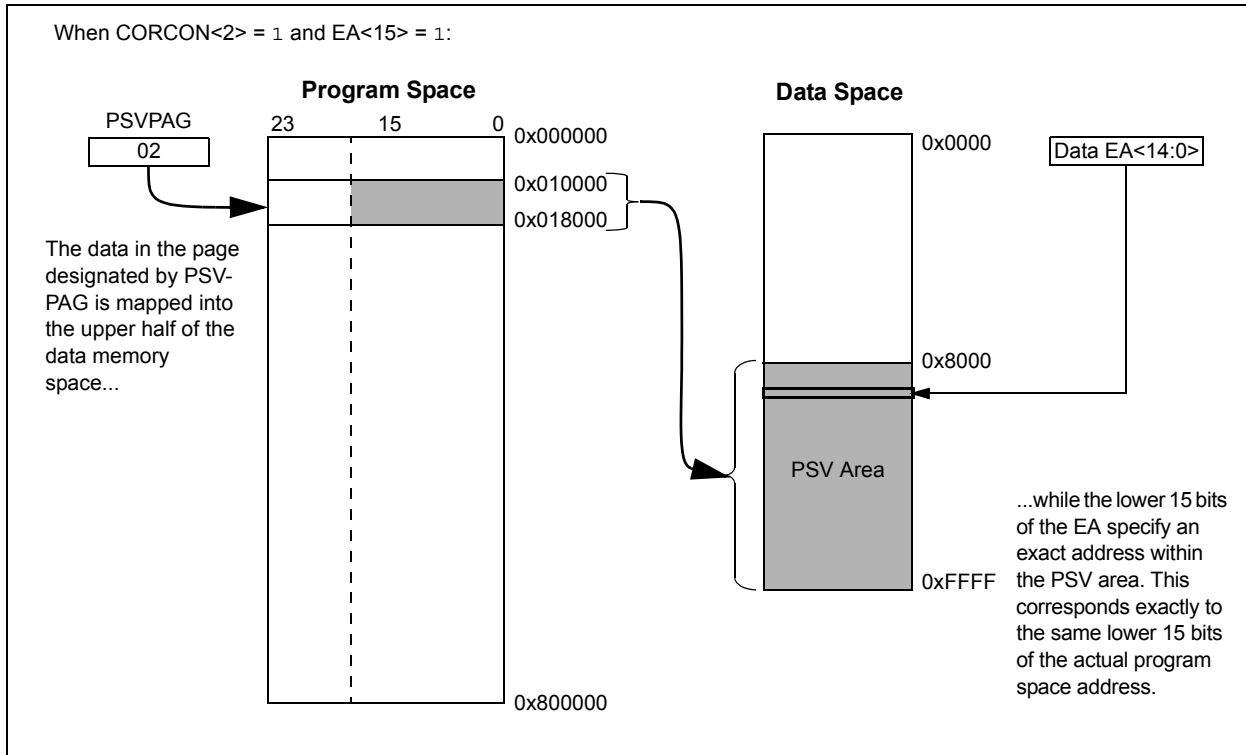 When CORCON<2> = 1 and EA<15> = 1:
Program Space
Data Space
PSVPAG
02
23
15
0
0x000000
0x010000
0x018000
0x800000
The data in the page
designated by PSV-
PAG is mapped into
the upper half of the
data memory
space...
0x0000
0x8000
0xFFFF
PSV Area
Data EA<14:0>
...while the lower 15 bits
of the EA specify an
exact address within
the PSV area. This
corresponds exactly to
the same lower 15 bits
of the actual program
space address.